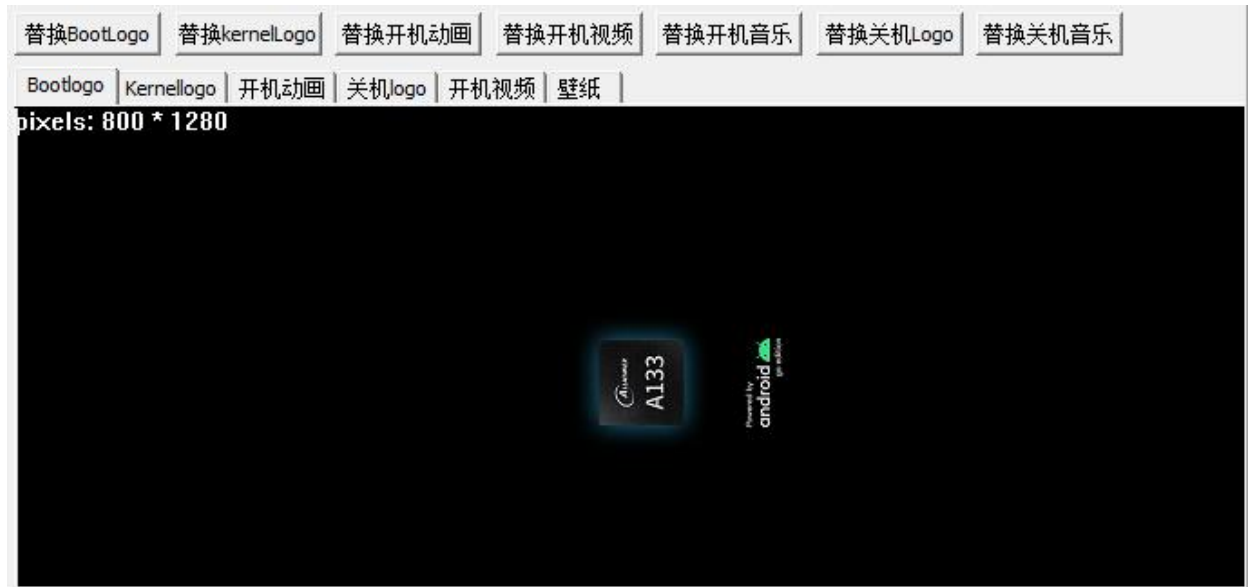 替换BootLogo 替换kernelLogo 替换开机动画 替换开机视频 替换开机音乐 替换关机Logo 替换关机音乐
Bootlogo Kernellogo 开机动画 关机logo 开机视频 壁纸
pixels: 800 * 1280
Allwinner
A133
Powered by
android
go edition